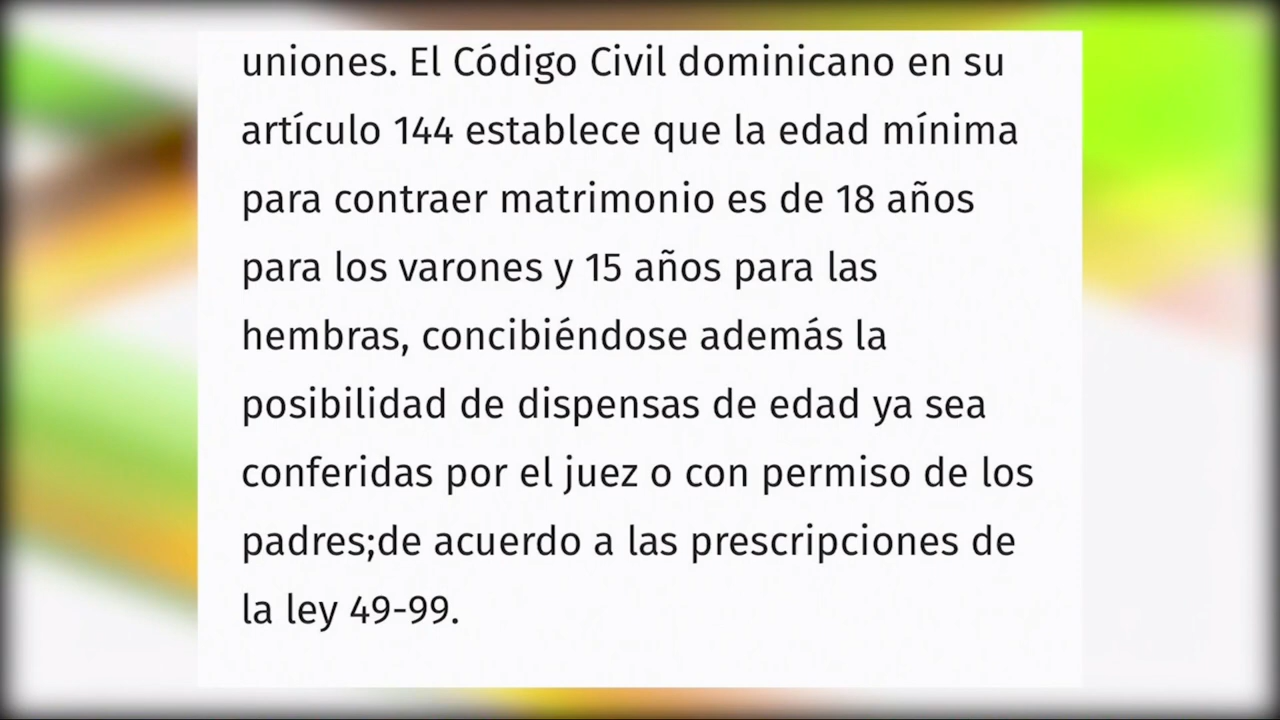 uniones. El Código Civil dominicano en su
artículo 144 establece que la edad mínima
para contraer matrimonio es de 18 años
para los varones y 15 años para las
hembras, concibiéndose además la
posibilidad de dispensas de edad ya sea
conferidas por el juez o con permiso de los
padres;de acuerdo a las prescripciones de
la ley 49-99.